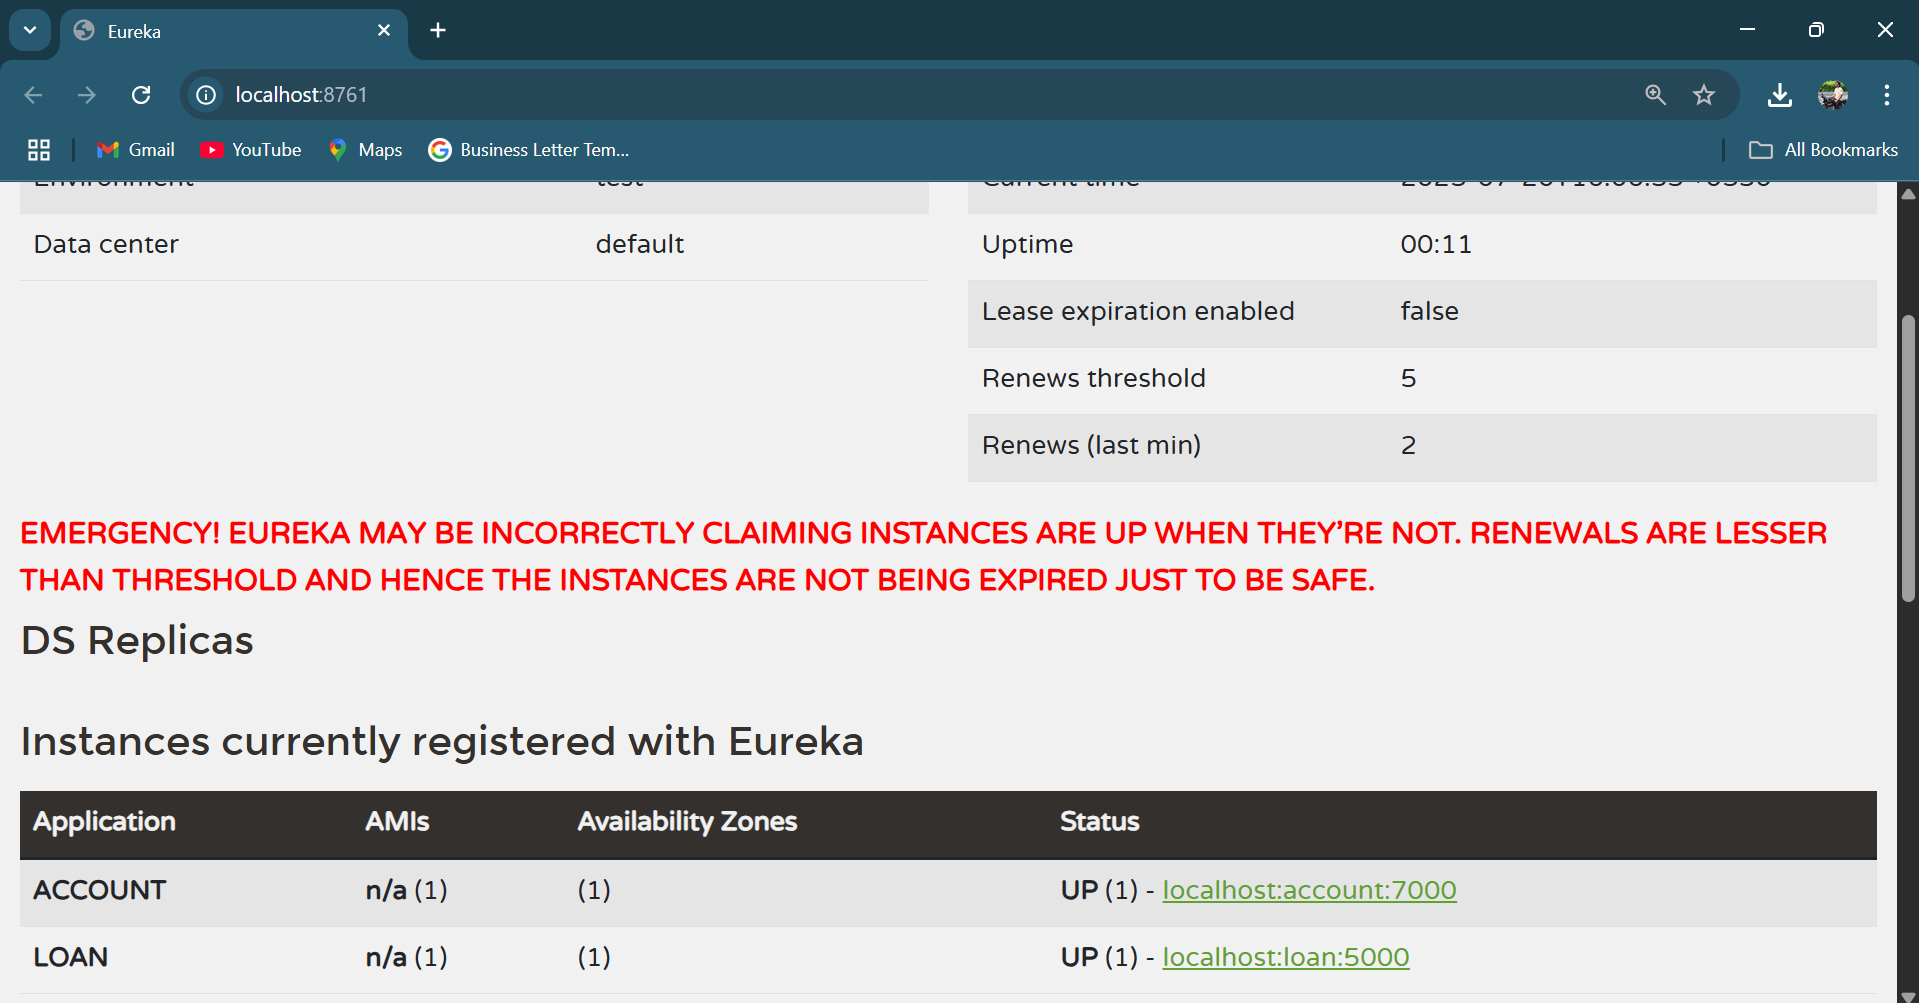 Eureka
localhost:8761
Gmail YouTube Maps Business Letter Tem... All Bookmarks
Environment test Current time
Data center default Uptime 00:11
Lease expiration enabled false
Renews threshold 5
Renews (last min) 2
EMERGENCY! EUREKA MAY BE INCORRECTLY CLAIMING INSTANCES ARE UP WHEN THEY’RE NOT. RENEWALS ARE LESSER
THAN THRESHOLD AND HENCE THE INSTANCES ARE NOT BEING EXPIRED JUST TO BE SAFE.
DS Replicas
Instances currently registered with Eureka
Application AMIs Availability Zones Status
ACCOUNT n/a (1) (1) UP (1) - localhost:account:7000
LOAN n/a (1) (1) UP (1) - localhost:loan:5000